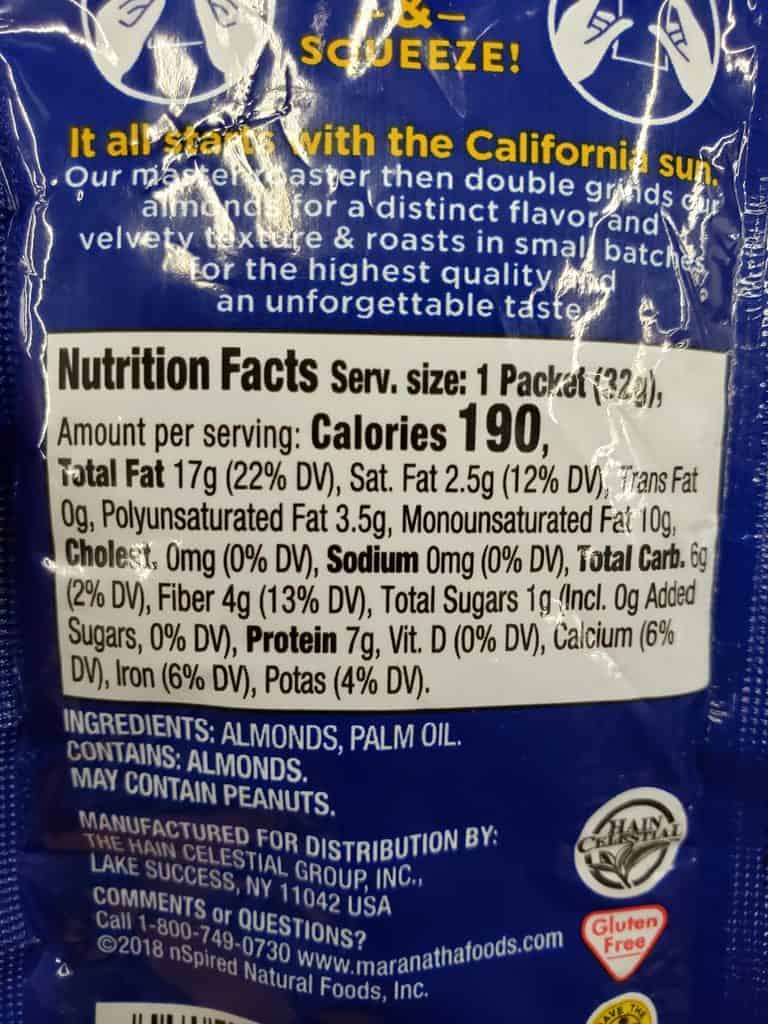 -&-
SQUEEZE!
It all starts with the California sun.
Our master roaster then double grinds our
almonds for a distinct flavor and
velvety texture & roasts in small batches
for the highest quality and
an unforgettable taste
Nutrition Facts Serv. size: 1 Packet (32g),
Amount per serving: Calories 190,
Total Fat 17g (22% DV), Sat. Fat 2.5g (12% DV), Trans Fat
0g, Polyunsaturated Fat 3.5g, Monounsaturated Fat 10g,
Cholest. 0mg (0% DV), Sodium 0mg (0% DV), Total Carb. 6g
(2% DV), Fiber 4g (13% DV), Total Sugars 1g (Incl. 0g Added
Sugars, 0% DV), Protein 7g, Vit. D (0% DV), Calcium (6%
DV), Iron (6% DV), Potas (4% DV).
INGREDIENTS: ALMONDS, PALM OIL.
CONTAINS: ALMONDS.
MAY CONTAIN PEANUTS.
MANUFACTURED FOR DISTRIBUTION BY:
THE HAIN CELESTIAL GROUP, INC.,
LAKE SUCCESS, NY 11042 USA
COMMENTS or QUESTIONS?
Call 1-800-749-0730 www.maranathafoods.com
©2018 nSpired Natural Foods, Inc.
HAIN
CELESTIAL
Gluten
Free
AVE THE